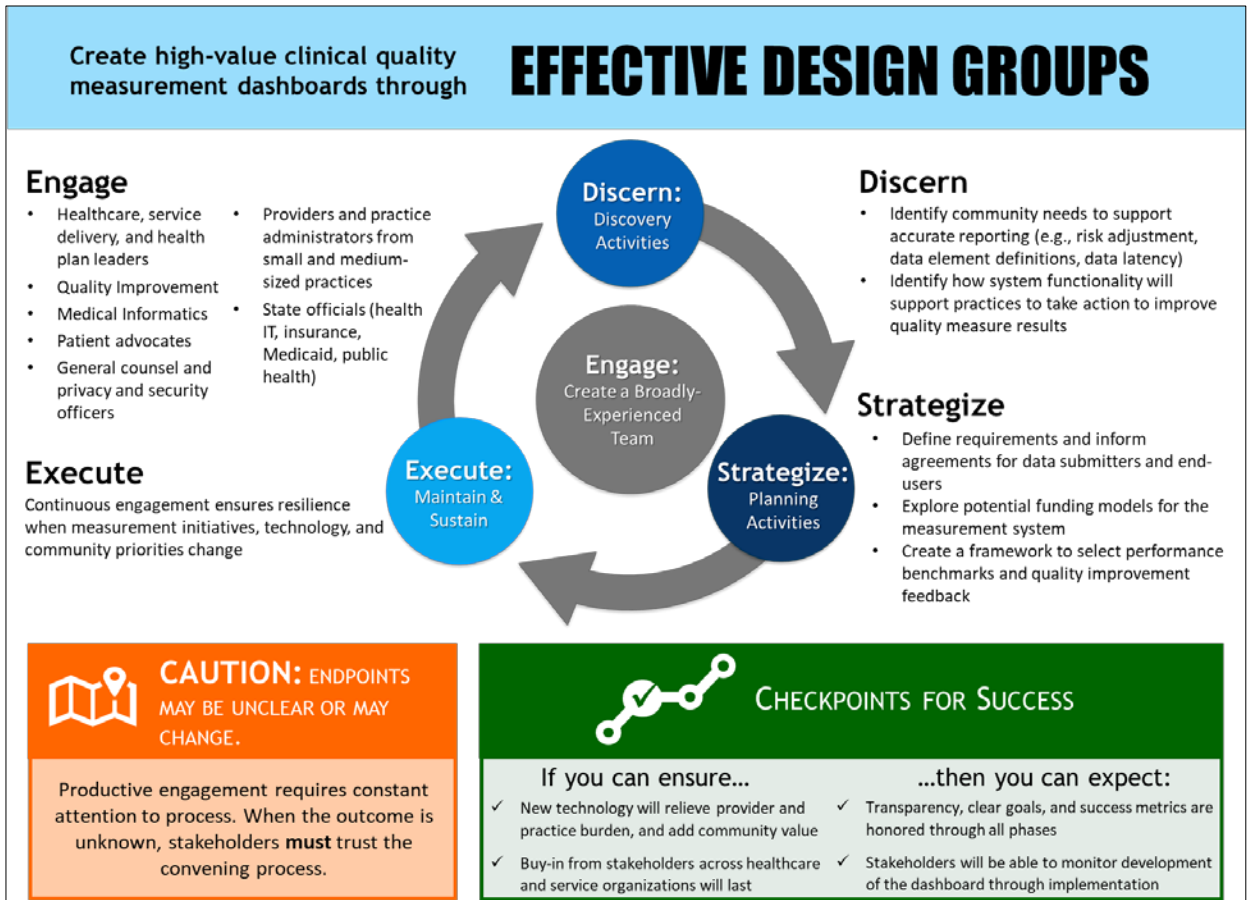 Create high-value clinical quality
measurement dashboards through
EFFECTIVE DESIGN GROUPS
Engage
• Healthcare, service
delivery, and health
plan leaders
• Quality Improvement
• Medical Informatics
• Patient advocates
• General counsel and
privacy and security
officers
• Providers and practice
administrators from
small and medium-
sized practices
• State officials (health
IT, insurance,
Medicaid, public
health)
Execute
Continuous engagement ensures resilience
when measurement initiatives, technology, and
community priorities change
Discern:
Discovery
Activities
Engage:
Create a Broadly-
Experienced
Team
Execute:
Maintain &
Sustain
Strategize:
Planning
Activities
Discern
• Identify community needs to support
accurate reporting (e.g., risk adjustment,
data element definitions, data latency)
• Identify how system functionality will
support practices to take action to improve
quality measure results
Strategize
• Define requirements and inform
agreements for data submitters and end-
users
• Explore potential funding models for the
measurement system
• Create a framework to select performance
benchmarks and quality improvement
feedback
CAUTION: ENDPOINTS
MAY BE UNCLEAR OR MAY
CHANGE.
Productive engagement requires constant
attention to process. When the outcome is
unknown, stakeholders must trust the
convening process.
CHECKPOINTS FOR SUCCESS
If you can ensure...
✓ New technology will relieve provider and
practice burden, and add community value
✓ Buy-in from stakeholders across healthcare
and service organizations will last
...then you can expect:
✓ Transparency, clear goals, and success metrics are
honored through all phases
✓ Stakeholders will be able to monitor development
of the dashboard through implementation